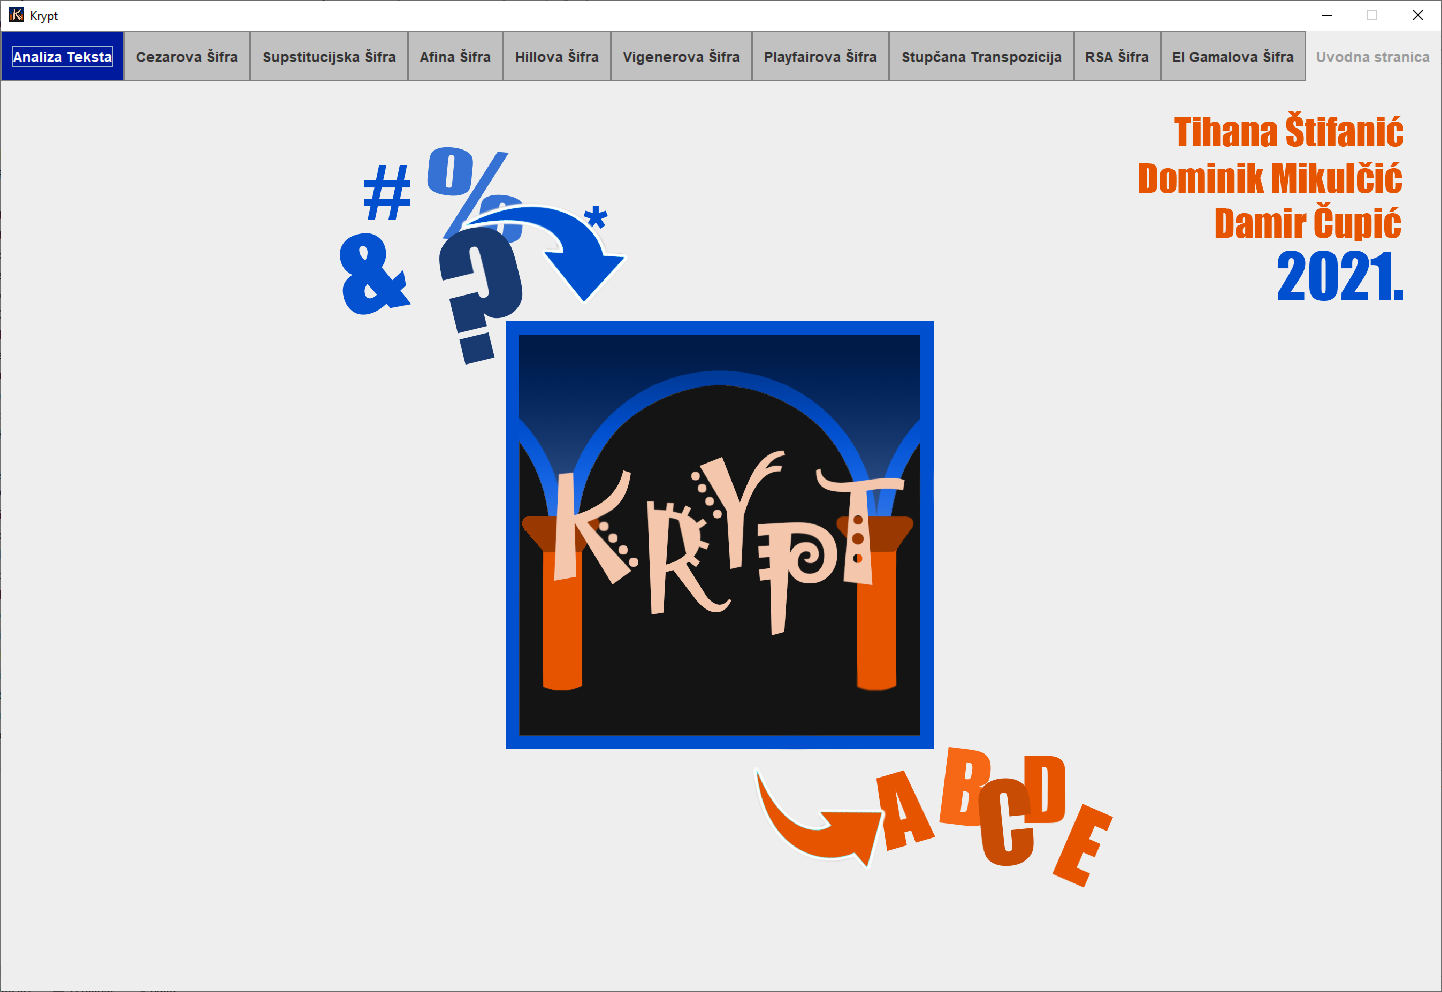 Krypt
Analiza Teksta
Cezarova Šifra
Supstitucijska Šifra
Afina Šifra
Hillova Šifra
Vigenerova Šifra
Playfairova Šifra
Stupčana Transpozicija
RSA Šifra
El Gamalova Šifra
Uvodna stranica
Tihana Štifanić
Dominik Mikulčić
Damir Čupić
2021.
# % *
& ?
KRYPT
A B C D E